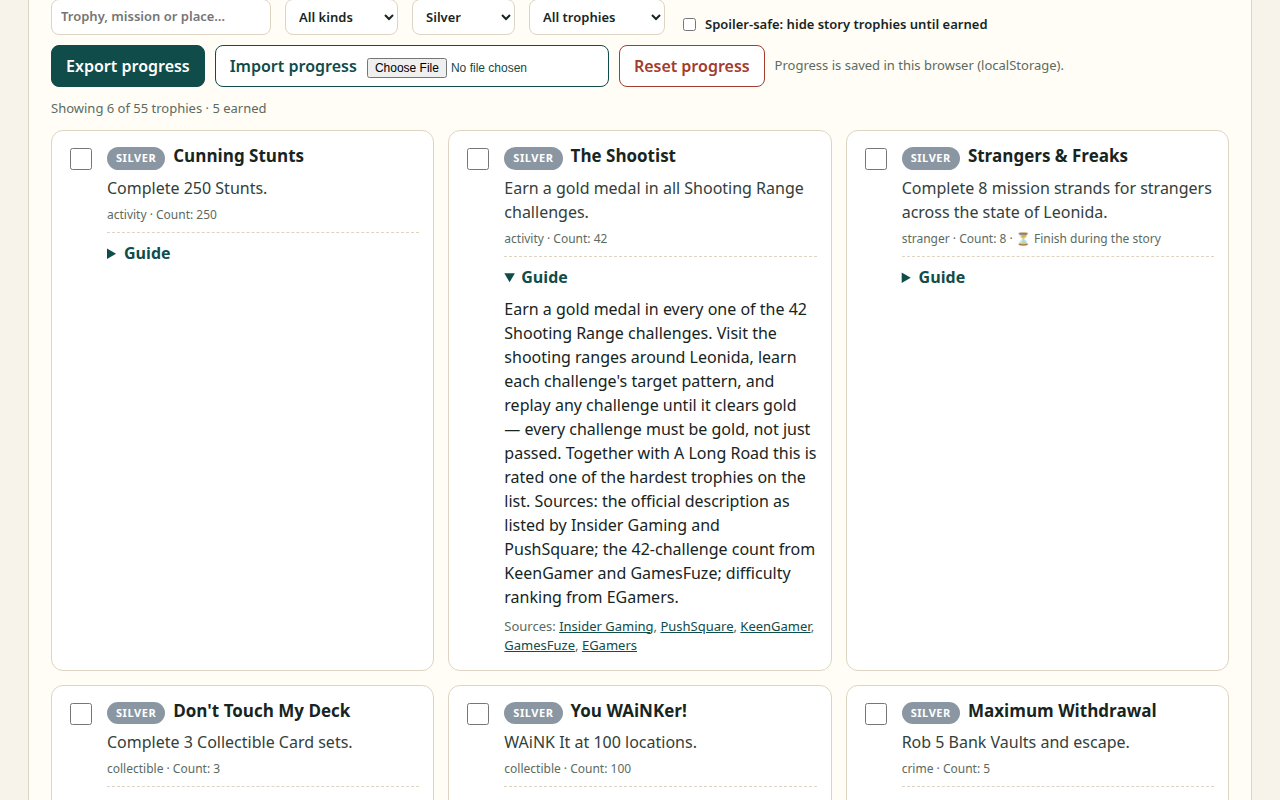 Trophy, mission or place...
All kinds
Silver
All trophies
Spoiler-safe: hide story trophies until earned
Export progress
Import progress Choose File No file chosen
Reset progress
Progress is saved in this browser (localStorage).
Showing 6 of 55 trophies · 5 earned
SILVER Cunning Stunts
Complete 250 Stunts.
activity · Count: 250
▶ Guide
SILVER The Shootist
Earn a gold medal in all Shooting Range
challenges.
activity · Count: 42
▼ Guide
Earn a gold medal in every one of the 42
Shooting Range challenges. Visit the
shooting ranges around Leonida, learn
each challenge's target pattern, and
replay any challenge until it clears gold
— every challenge must be gold, not just
passed. Together with A Long Road this is
rated one of the hardest trophies on the
list. Sources: the official description as
listed by Insider Gaming and
PushSquare; the 42-challenge count from
KeenGamer and GamesFuze; difficulty
ranking from EGamers.
Sources: Insider Gaming, PushSquare, KeenGamer,
GamesFuze, EGamers
SILVER Strangers & Freaks
Complete 8 mission strands for strangers
across the state of Leonida.
stranger · Count: 8 · ⏳ Finish during the story
▶ Guide
SILVER Don't Touch My Deck
Complete 3 Collectible Card sets.
collectible · Count: 3
SILVER You WAiNKer!
WAiNK It at 100 locations.
collectible · Count: 100
SILVER Maximum Withdrawal
Rob 5 Bank Vaults and escape.
crime · Count: 5